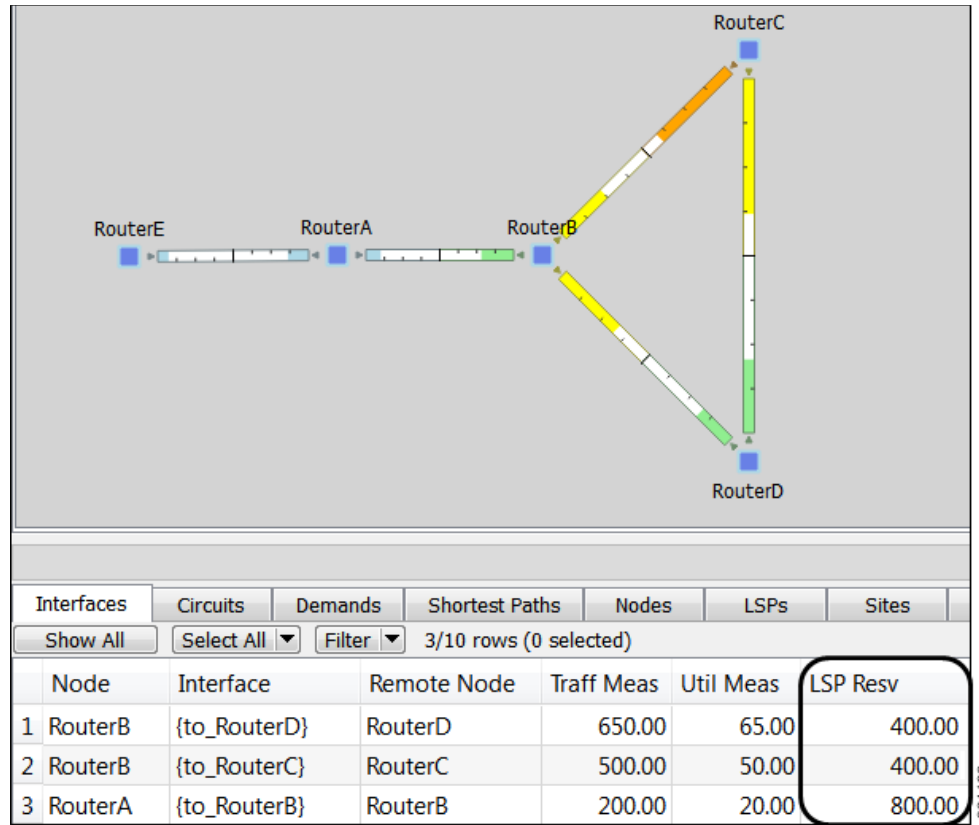 RouterC
RouterE
RouterA
RouterB
RouterD
Interfaces Circuits Demands Shortest Paths Nodes LSPs Sites
Show All Select All Filter 3/10 rows (0 selected)
Node Interface Remote Node Traff Meas Util Meas LSP Resv
1 RouterB {to_RouterD} RouterD 650.00 65.00 400.00
2 RouterB {to_RouterC} RouterC 500.00 50.00 400.00
3 RouterA {to_RouterB} RouterB 200.00 20.00 800.00